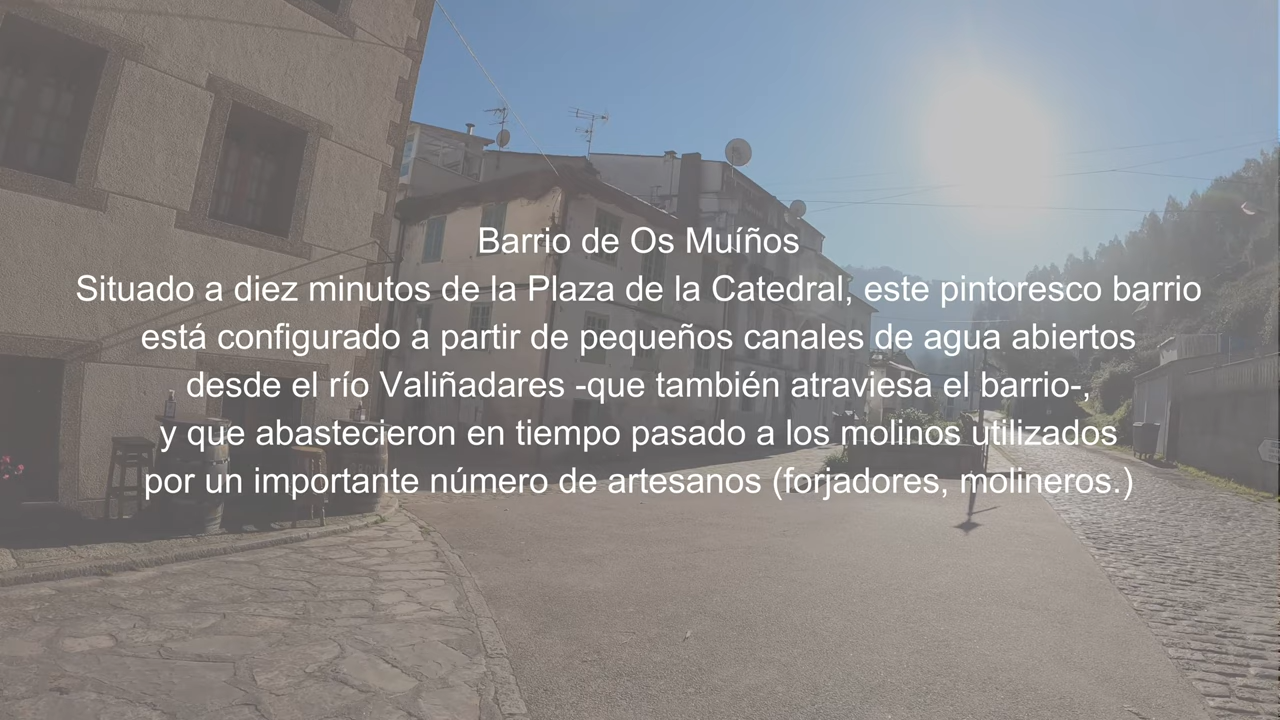 Barrio de Os Muíños
Situado a diez minutos de la Plaza de la Catedral, este pintoresco barrio
está configurado a partir de pequeños canales de agua abiertos
desde el río Valiñadares -que también atraviesa el barrio-,
y que abastecieron en tiempo pasado a los molinos utilizados
por un importante número de artesanos (forjadores, molineros.)